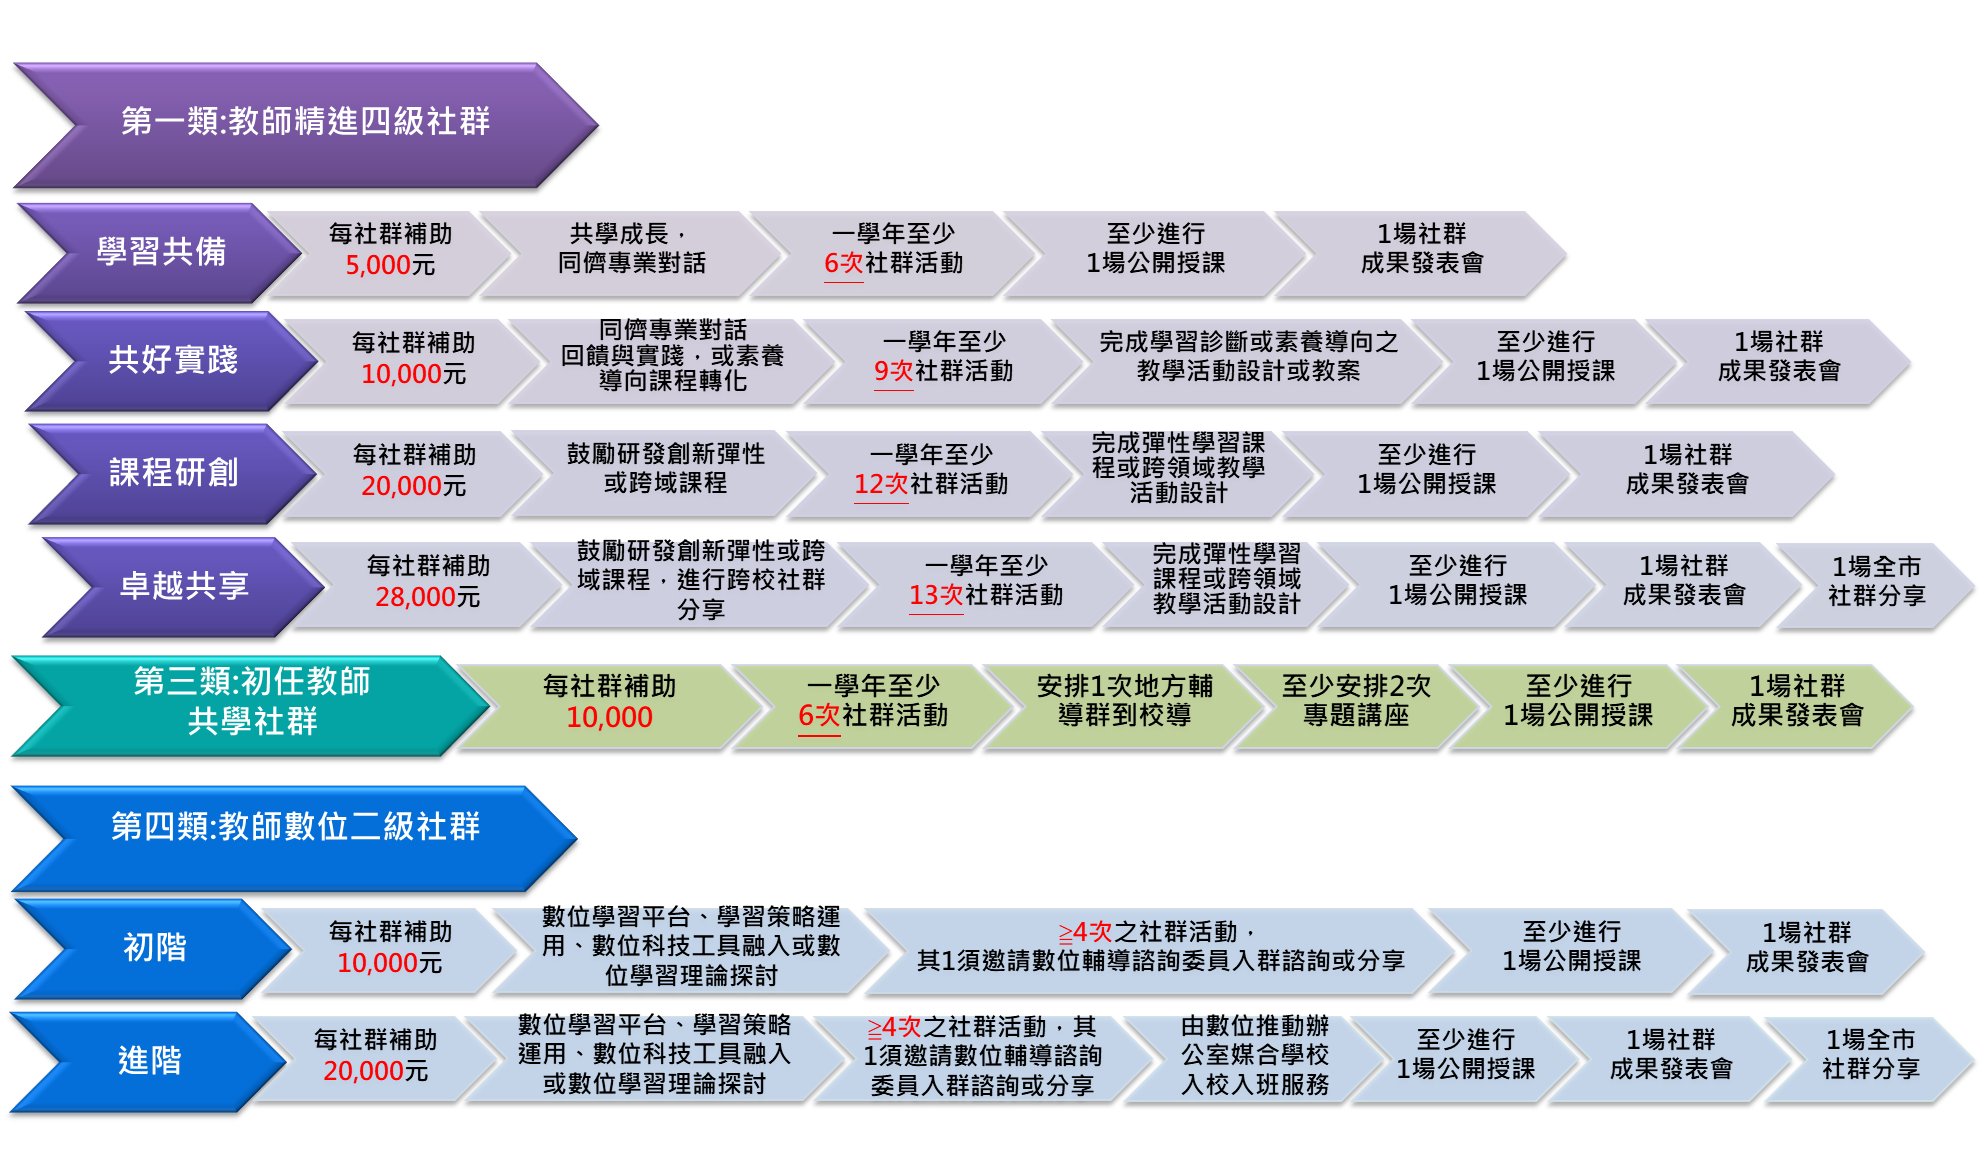 第一類:教師精進四級社群
學習共備
每社群補助
5,000元
共學成長，
同儕專業對話
一學年至少
6次社群活動
至少進行
1場公開授課
1場社群
成果發表會
共好實踐
每社群補助
10,000元
同儕專業對話
回饋與實踐，或素養
導向課程轉化
一學年至少
9次社群活動
完成學習診斷或素養導向之
教學活動設計或教案
至少進行
1場公開授課
1場社群
成果發表會
課程研創
每社群補助
20,000元
鼓勵研發創新彈性
或跨域課程
一學年至少
12次社群活動
完成彈性學習課
程或跨領域教學
活動設計
至少進行
1場公開授課
1場社群
成果發表會
卓越共享
每社群補助
28,000元
鼓勵研發創新彈性或跨
域課程，進行跨校社群
分享
一學年至少
13次社群活動
完成彈性學習
課程或跨領域
教學活動設計
至少進行
1場公開授課
1場社群
成果發表會
1場全市
社群分享
第三類:初任教師
共學社群
每社群補助
10,000
一學年至少
6次社群活動
安排1次地方輔
導群到校導
至少安排2次
專題講座
至少進行
1場公開授課
1場社群
成果發表會
第四類:教師數位二級社群
初階
每社群補助
10,000元
數位學習平台、學習策略運
用、數位科技工具融入或數
位學習理論探討
≧4次之社群活動，
其1須邀請數位輔導諮詢委員入群諮詢或分享
至少進行
1場公開授課
1場社群
成果發表會
進階
每社群補助
20,000元
數位學習平台、學習策略
運用、數位科技工具融入
或數位學習理論探討
≧4次之社群活動，其
1須邀請數位輔導諮詢
委員入群諮詢或分享
由數位推動辦
公室媒合學校
入校入班服務
至少進行
1場公開授課
1場社群
成果發表會
1場全市
社群分享